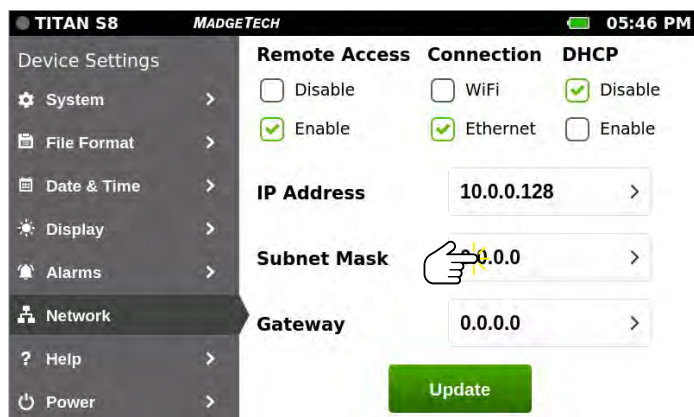 TITAN S8 MADGETECH 05:46 PM
Device Settings
System
File Format
Date & Time
Display
Alarms
Network
? Help
Power
Remote Access Connection DHCP
Disable WiFi Disable
Enable Ethernet Enable
IP Address 10.0.0.128
Subnet Mask
Gateway 0.0.0.0
Update